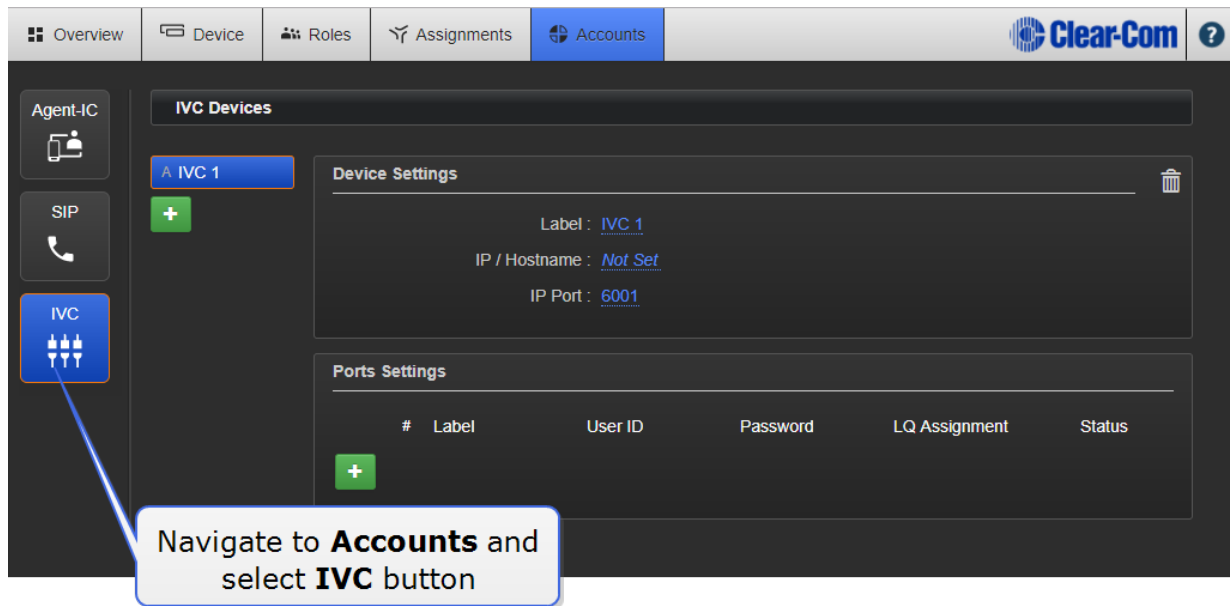 Overview Device Roles Assignments Accounts Clear-Com ?
Agent-IC
IVC Devices
A IVC 1
+
Device Settings
Label : IVC 1
IP / Hostname : Not Set
IP Port : 6001
SIP
IVC
Ports Settings
# Label User ID Password LQ Assignment Status
+
Navigate to Accounts and
select IVC button